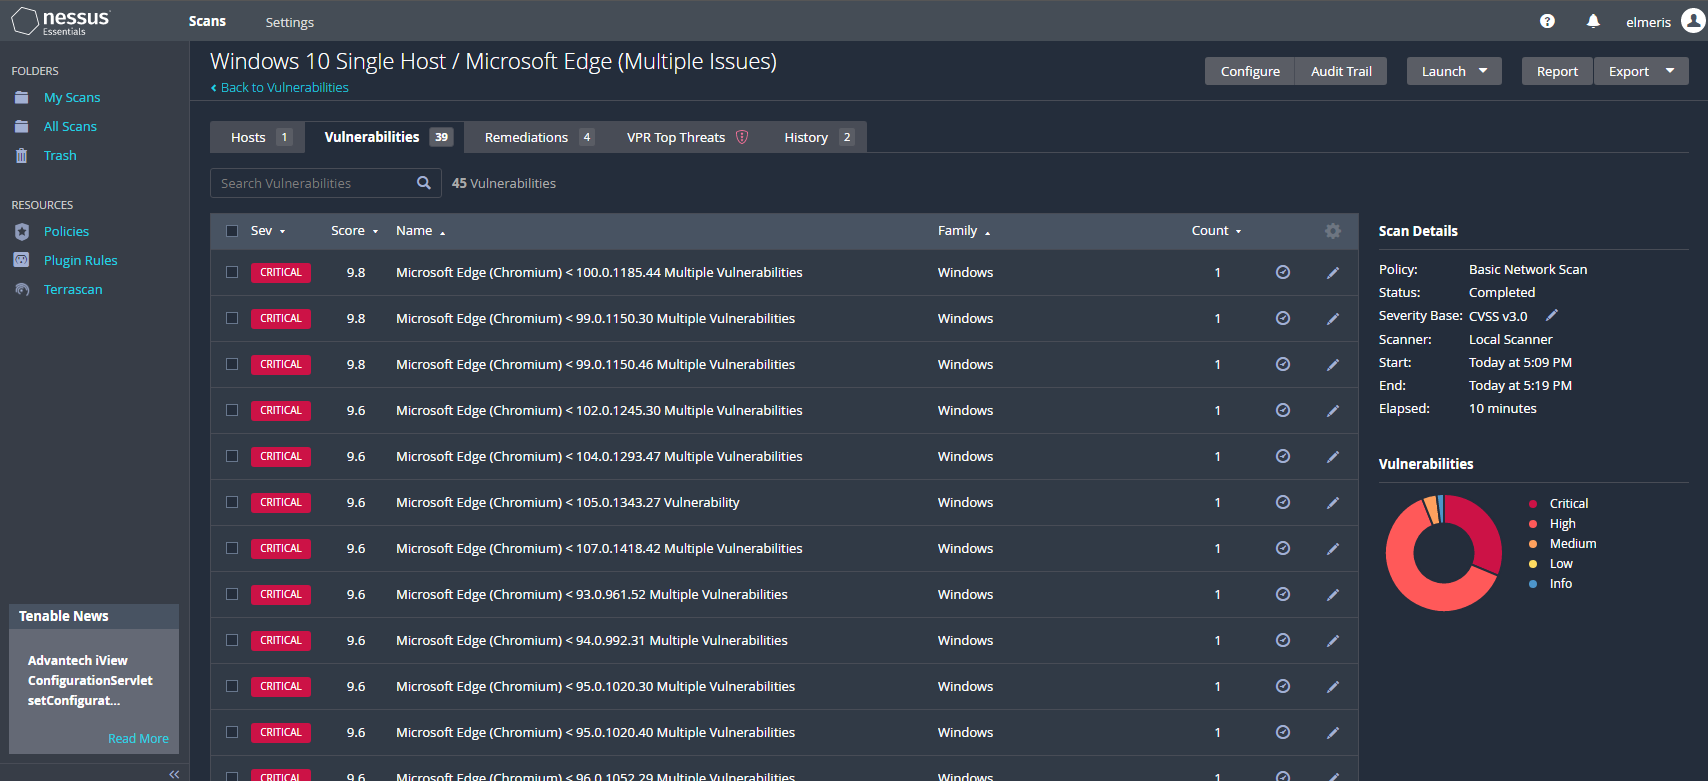 nessus
Essentials
Scans
Settings
elmeris
FOLDERS
My Scans
All Scans
Trash
RESOURCES
Policies
Plugin Rules
Terrascan
Tenable News
Advantech iView
ConfigurationServlet
setConfigurat...
Read More
Windows 10 Single Host / Microsoft Edge (Multiple Issues)
Back to Vulnerabilities
Configure
Audit Trail
Launch
Report
Export
Hosts 1
Vulnerabilities 39
Remediations 4
VPR Top Threats
History 2
Search Vulnerabilities
45 Vulnerabilities
Sev Score Name Family Count
CRITICAL 9.8 Microsoft Edge (Chromium) < 100.0.1185.44 Multiple Vulnerabilities Windows 1
CRITICAL 9.8 Microsoft Edge (Chromium) < 99.0.1150.30 Multiple Vulnerabilities Windows 1
CRITICAL 9.8 Microsoft Edge (Chromium) < 99.0.1150.46 Multiple Vulnerabilities Windows 1
CRITICAL 9.6 Microsoft Edge (Chromium) < 102.0.1245.30 Multiple Vulnerabilities Windows 1
CRITICAL 9.6 Microsoft Edge (Chromium) < 104.0.1293.47 Multiple Vulnerabilities Windows 1
CRITICAL 9.6 Microsoft Edge (Chromium) < 105.0.1343.27 Vulnerability Windows 1
CRITICAL 9.6 Microsoft Edge (Chromium) < 107.0.1418.42 Multiple Vulnerabilities Windows 1
CRITICAL 9.6 Microsoft Edge (Chromium) < 93.0.961.52 Multiple Vulnerabilities Windows 1
CRITICAL 9.6 Microsoft Edge (Chromium) < 94.0.992.31 Multiple Vulnerabilities Windows 1
CRITICAL 9.6 Microsoft Edge (Chromium) < 95.0.1020.30 Multiple Vulnerabilities Windows 1
CRITICAL 9.6 Microsoft Edge (Chromium) < 95.0.1020.40 Multiple Vulnerabilities Windows 1
CRITICAL 9.6 Microsoft Edge (Chromium) < 96.0.1052.29 Multiple Vulnerabilities Windows 1
Scan Details
Policy: Basic Network Scan
Status: Completed
Severity Base: CVSS v3.0
Scanner: Local Scanner
Start: Today at 5:09 PM
End: Today at 5:19 PM
Elapsed: 10 minutes
Vulnerabilities
Critical
High
Medium
Low
Info